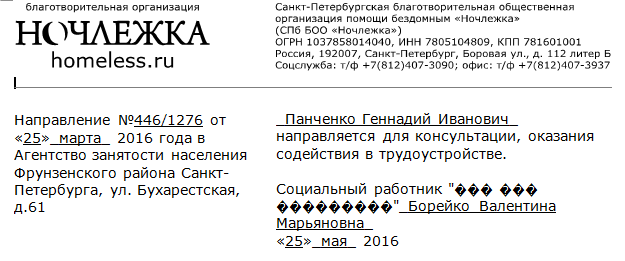 благотворительная организация
НОЧЛЕЖКА
homeless.ru
Санкт-Петербургская благотворительная общественная
организация помощи бездомным «Ночлежка»
(СПб БОО «Ночлежка»)
ОГРН 1037858014040, ИНН 7805104809, КПП 781601001
Россия, 192007, Санкт-Петербург, Боровая ул., д. 112 литер Б
Соцслужба: т/ф +7(812)407-3090; офис: т/ф +7(812)407-3937
Направление №446/1276 от
«25» марта 2016 года в
Агентство занятости населения
Фрунзенского района Санкт-
Петербурга, ул. Бухарестская,
д.61
Панченко Геннадий Иванович
направляется для консультации, оказания
содействия в трудоустройстве.
Социальный работник "��� ���
���������" Борейко Валентина
Марьяновна
«25» мая 2016